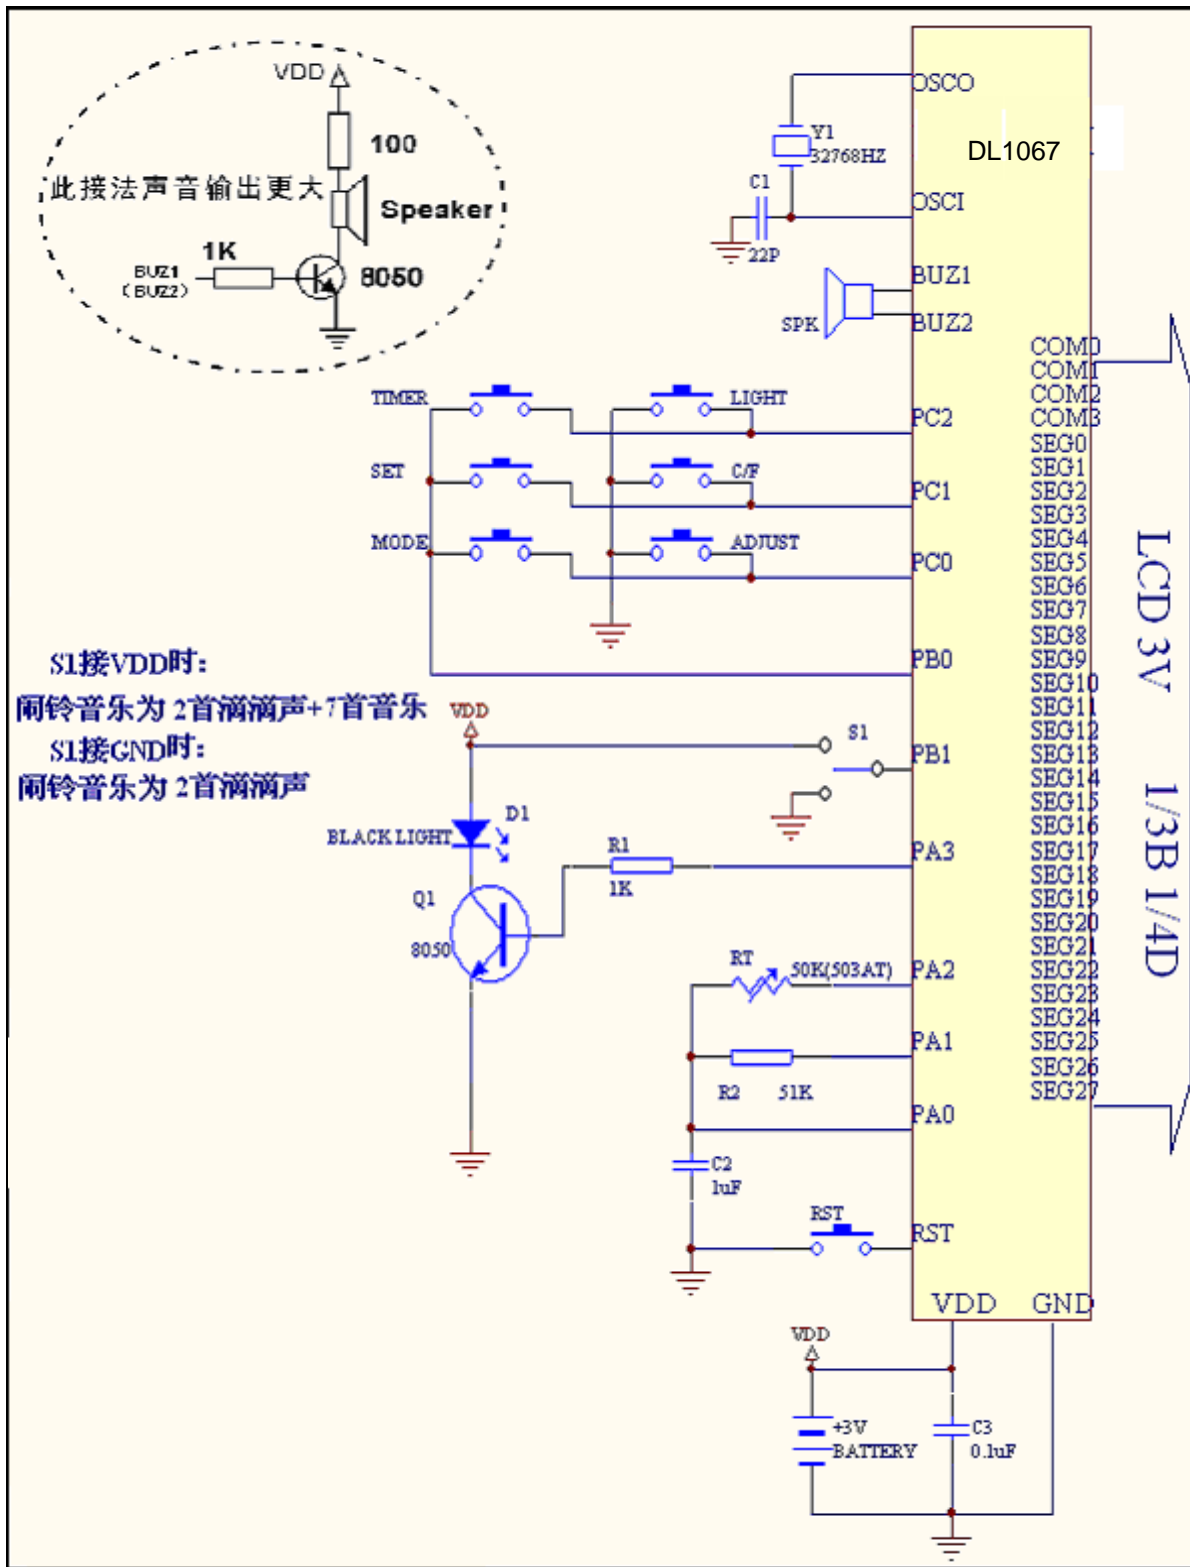 VDD
100
此接法声音输出更大
Speaker
1K
BUZ1
(BUZ2)
8050
OSCO
Y1
32768HZ
DL1067
C1
OSCI
22P
BUZ1
SPK
BUZ2
COM0
COM1
COM2
COM3
SEG0
SEG1
SEG2
SEG3
SEG4
SEG5
SEG6
SEG7
SEG8
SEG9
SEG10
SEG11
SEG12
SEG13
SEG14
SEG15
SEG16
SEG17
SEG18
SEG19
SEG20
SEG21
SEG22
SEG23
SEG24
SEG25
SEG26
SEG27
LCD 3V 1/3B 1/4D
TIMER
LIGHT
PC2
SET
C/F
PC1
MODE
ADJUST
PC0
PB0
S1接VDD时:
闹铃音乐为 2首滴滴声+7首音乐
S1接GND时:
闹铃音乐为 2首滴滴声
VDD
S1
PB1
D1
BLACK LIGHT
R1
1K
PA3
Q1
8050
RT
50K(503AT)
PA2
PA1
R2 51K
PA0
C2
1uF
RST
RST
VDD GND
VDD
+3V
BATTERY
C3
0.1uF